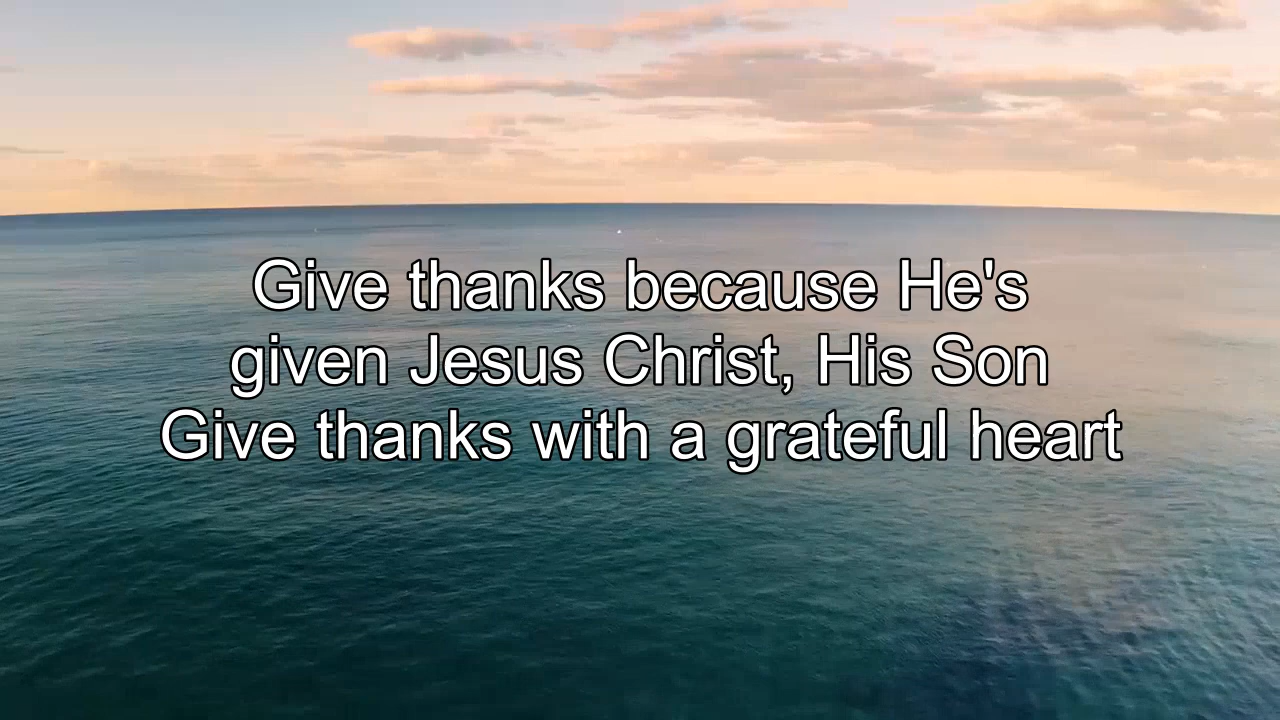 Give thanks because He's
given Jesus Christ, His Son
Give thanks with a grateful heart